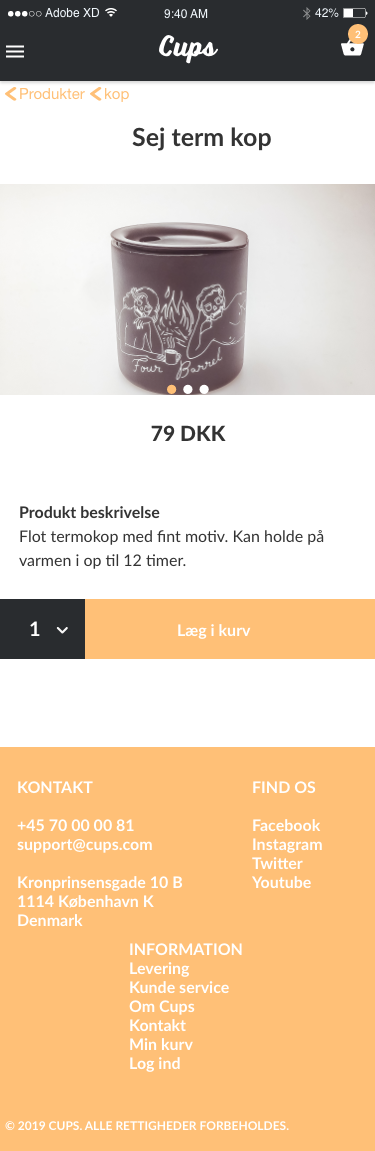 Adobe XD 9:40 AM 42%
Cups
2
Produkter kop
Sej term kop
Four Barrel
79 DKK
Produkt beskrivelse
Flot termokop med fint motiv. Kan holde på
varmen i op til 12 timer.
1 Læg i kurv
KONTAKT
+45 70 00 00 81
support@cups.com
Kronprinsensgade 10 B
1114 København K
Denmark
FIND OS
Facebook
Instagram
Twitter
Youtube
INFORMATION
Levering
Kunde service
Om Cups
Kontakt
Min kurv
Log ind
© 2019 CUPS. ALLE RETTIGHEDER FORBEHOLDES.